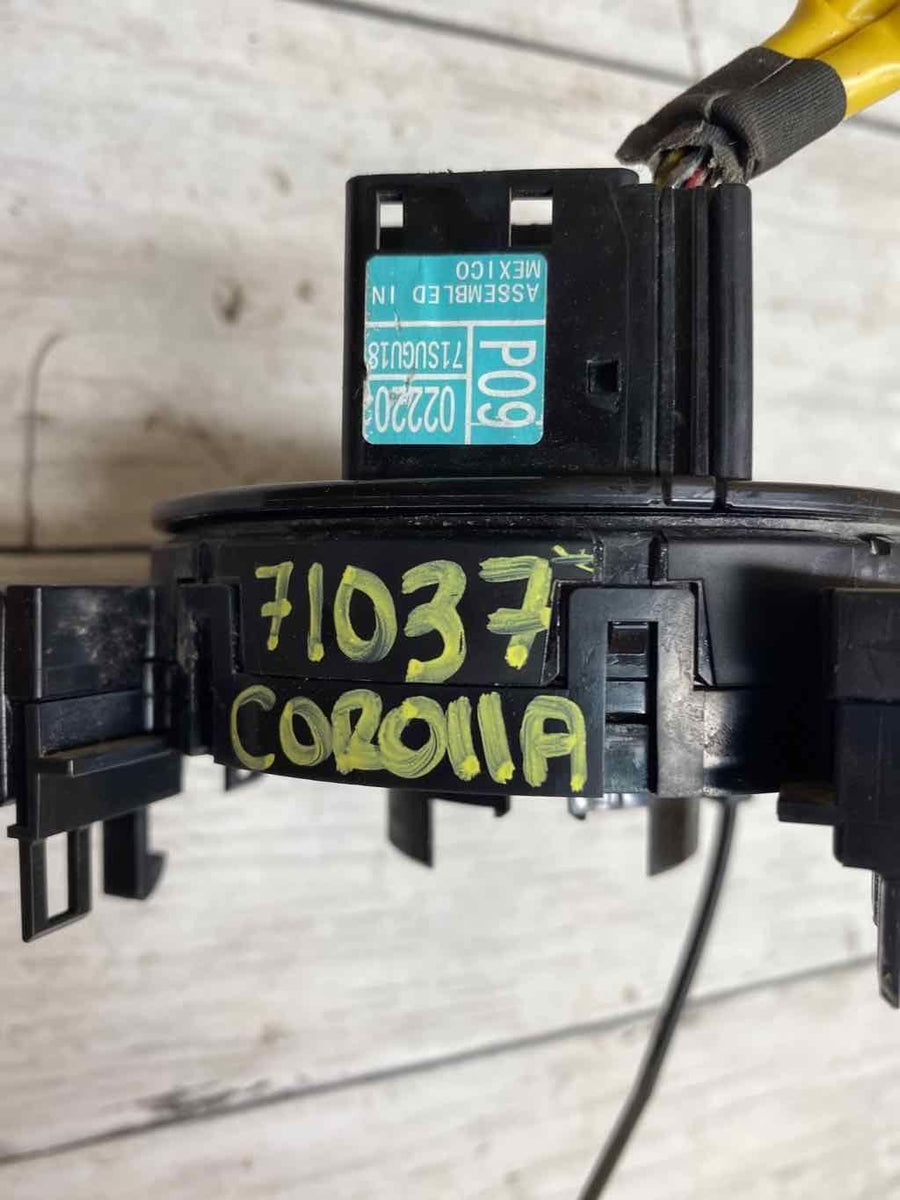 P09
02220
71SUGU18
ASSEMBLED IN
MEXICO
71037
COROLLA